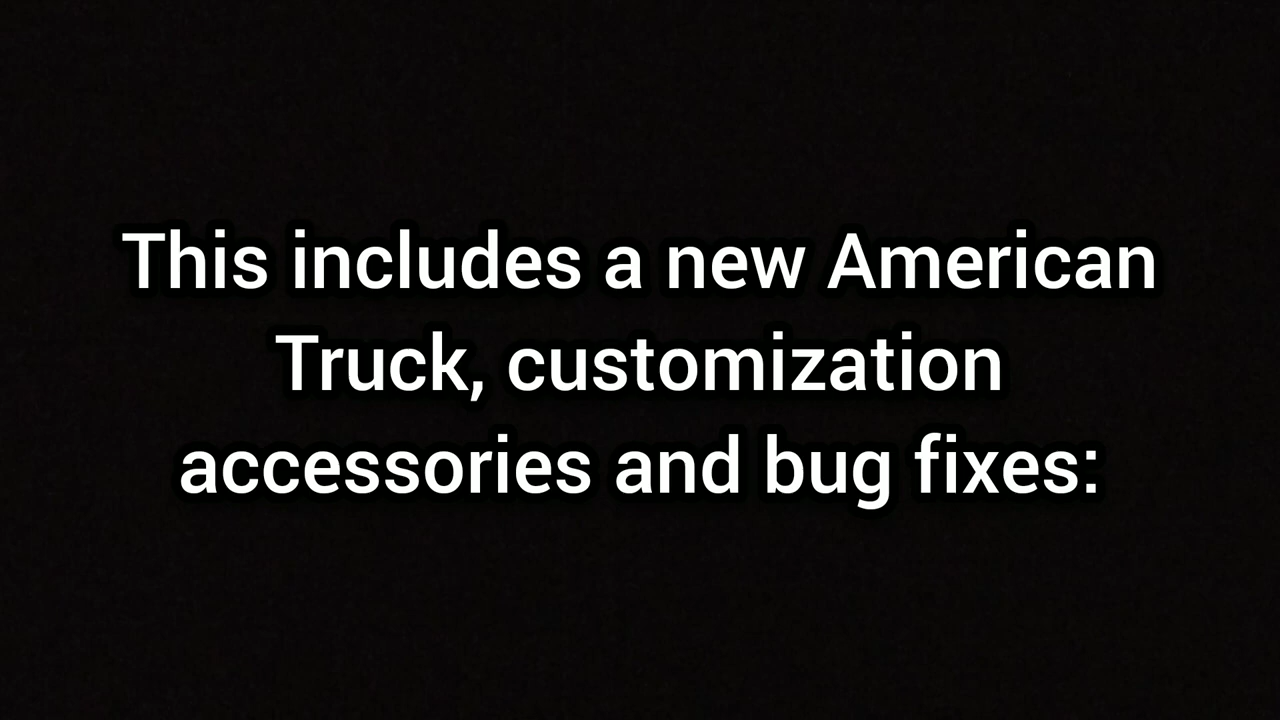 This includes a new American
Truck, customization
accessories and bug fixes: